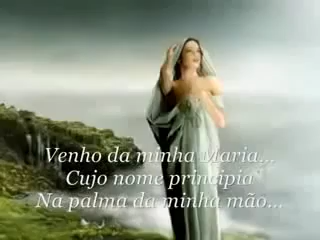 Venho da minha Maria...
Cujo nome principia
Na palma da minha mão...